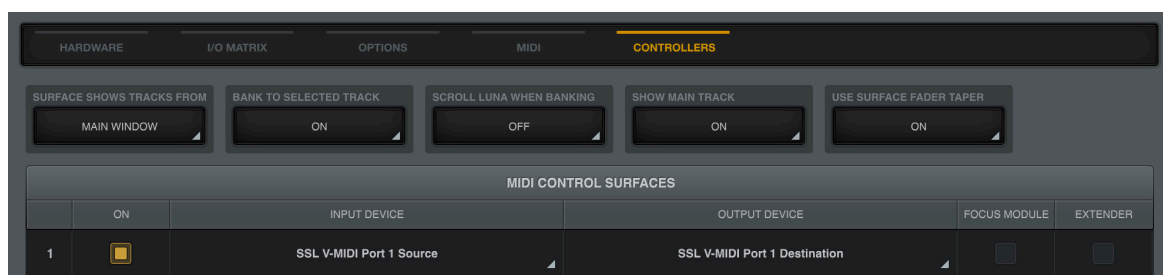 HARDWARE I/O MATRIX OPTIONS MIDI CONTROLLERS
SURFACE SHOWS TRACKS FROM BANK TO SELECTED TRACK SCROLL LUNA WHEN BANKING SHOW MAIN TRACK USE SURFACE FADER TAPER
MAIN WINDOW ON OFF ON ON
MIDI CONTROL SURFACES
ON INPUT DEVICE OUTPUT DEVICE FOCUS MODULE EXTENDER
1 SSL V-MIDI Port 1 Source SSL V-MIDI Port 1 Destination